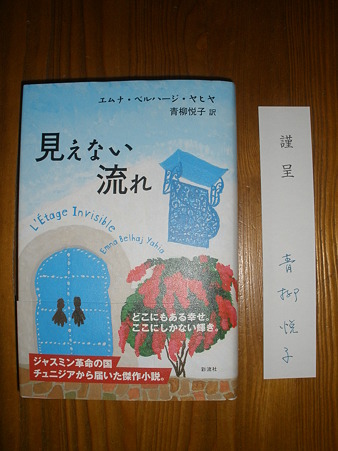 エムナ・ベルハージ・ヤヒヤ
青柳悦子 訳
見えない
流れ
L'Étage Invisible
Emna Belhaj Yahia
どこにもある幸せ。
ここにしかない輝き。
ジャスミン革命の国
チュニジアから届いた傑作小説。
彩流社
謹呈
青柳悦子